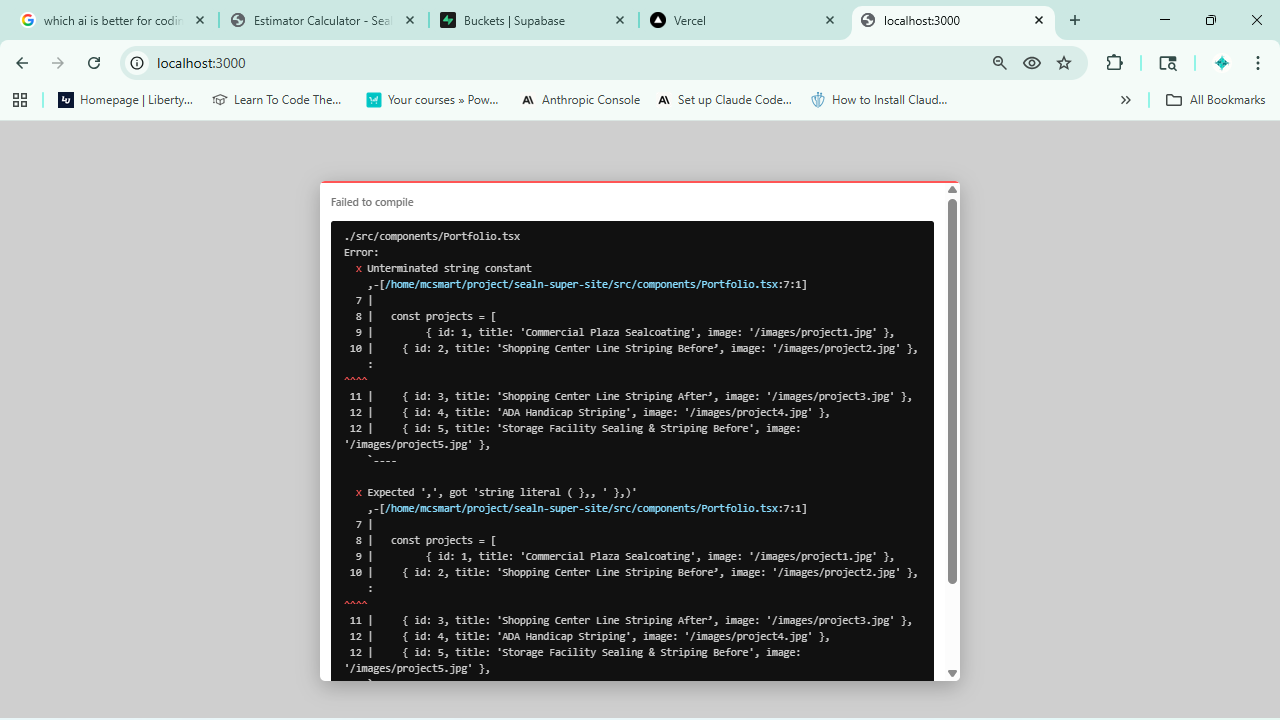 which ai is better for codin
Estimator Calculator - Seal
Buckets | Supabase
Vercel
localhost:3000
localhost:3000
Homepage | Liberty...
Learn To Code The...
Your courses » Pow...
Anthropic Console
Set up Claude Code...
How to Install Claud...
All Bookmarks
Failed to compile
./src/components/Portfolio.tsx
Error:
x Unterminated string constant
,-[/home/mcsmart/project/sealn-super-site/src/components/Portfolio.tsx:7:1]
7 |
8 | const projects = [
9 | { id: 1, title: 'Commercial Plaza Sealcoating', image: '/images/project1.jpg' },
10 | { id: 2, title: 'Shopping Center Line Striping Before’, image: '/images/project2.jpg' },
:
^^^^
11 | { id: 3, title: 'Shopping Center Line Striping After’, image: '/images/project3.jpg' },
12 | { id: 4, title: 'ADA Handicap Striping', image: '/images/project4.jpg' },
12 | { id: 5, title: 'Storage Facility Sealing & Striping Before', image:
'/images/project5.jpg' },
`----
x Expected ',', got 'string literal ( },, ' },)'
,-[/home/mcsmart/project/sealn-super-site/src/components/Portfolio.tsx:7:1]
7 |
8 | const projects = [
9 | { id: 1, title: 'Commercial Plaza Sealcoating', image: '/images/project1.jpg' },
10 | { id: 2, title: 'Shopping Center Line Striping Before’, image: '/images/project2.jpg' },
:
^^^^
11 | { id: 3, title: 'Shopping Center Line Striping After’, image: '/images/project3.jpg' },
12 | { id: 4, title: 'ADA Handicap Striping', image: '/images/project4.jpg' },
12 | { id: 5, title: 'Storage Facility Sealing & Striping Before', image:
'/images/project5.jpg' },